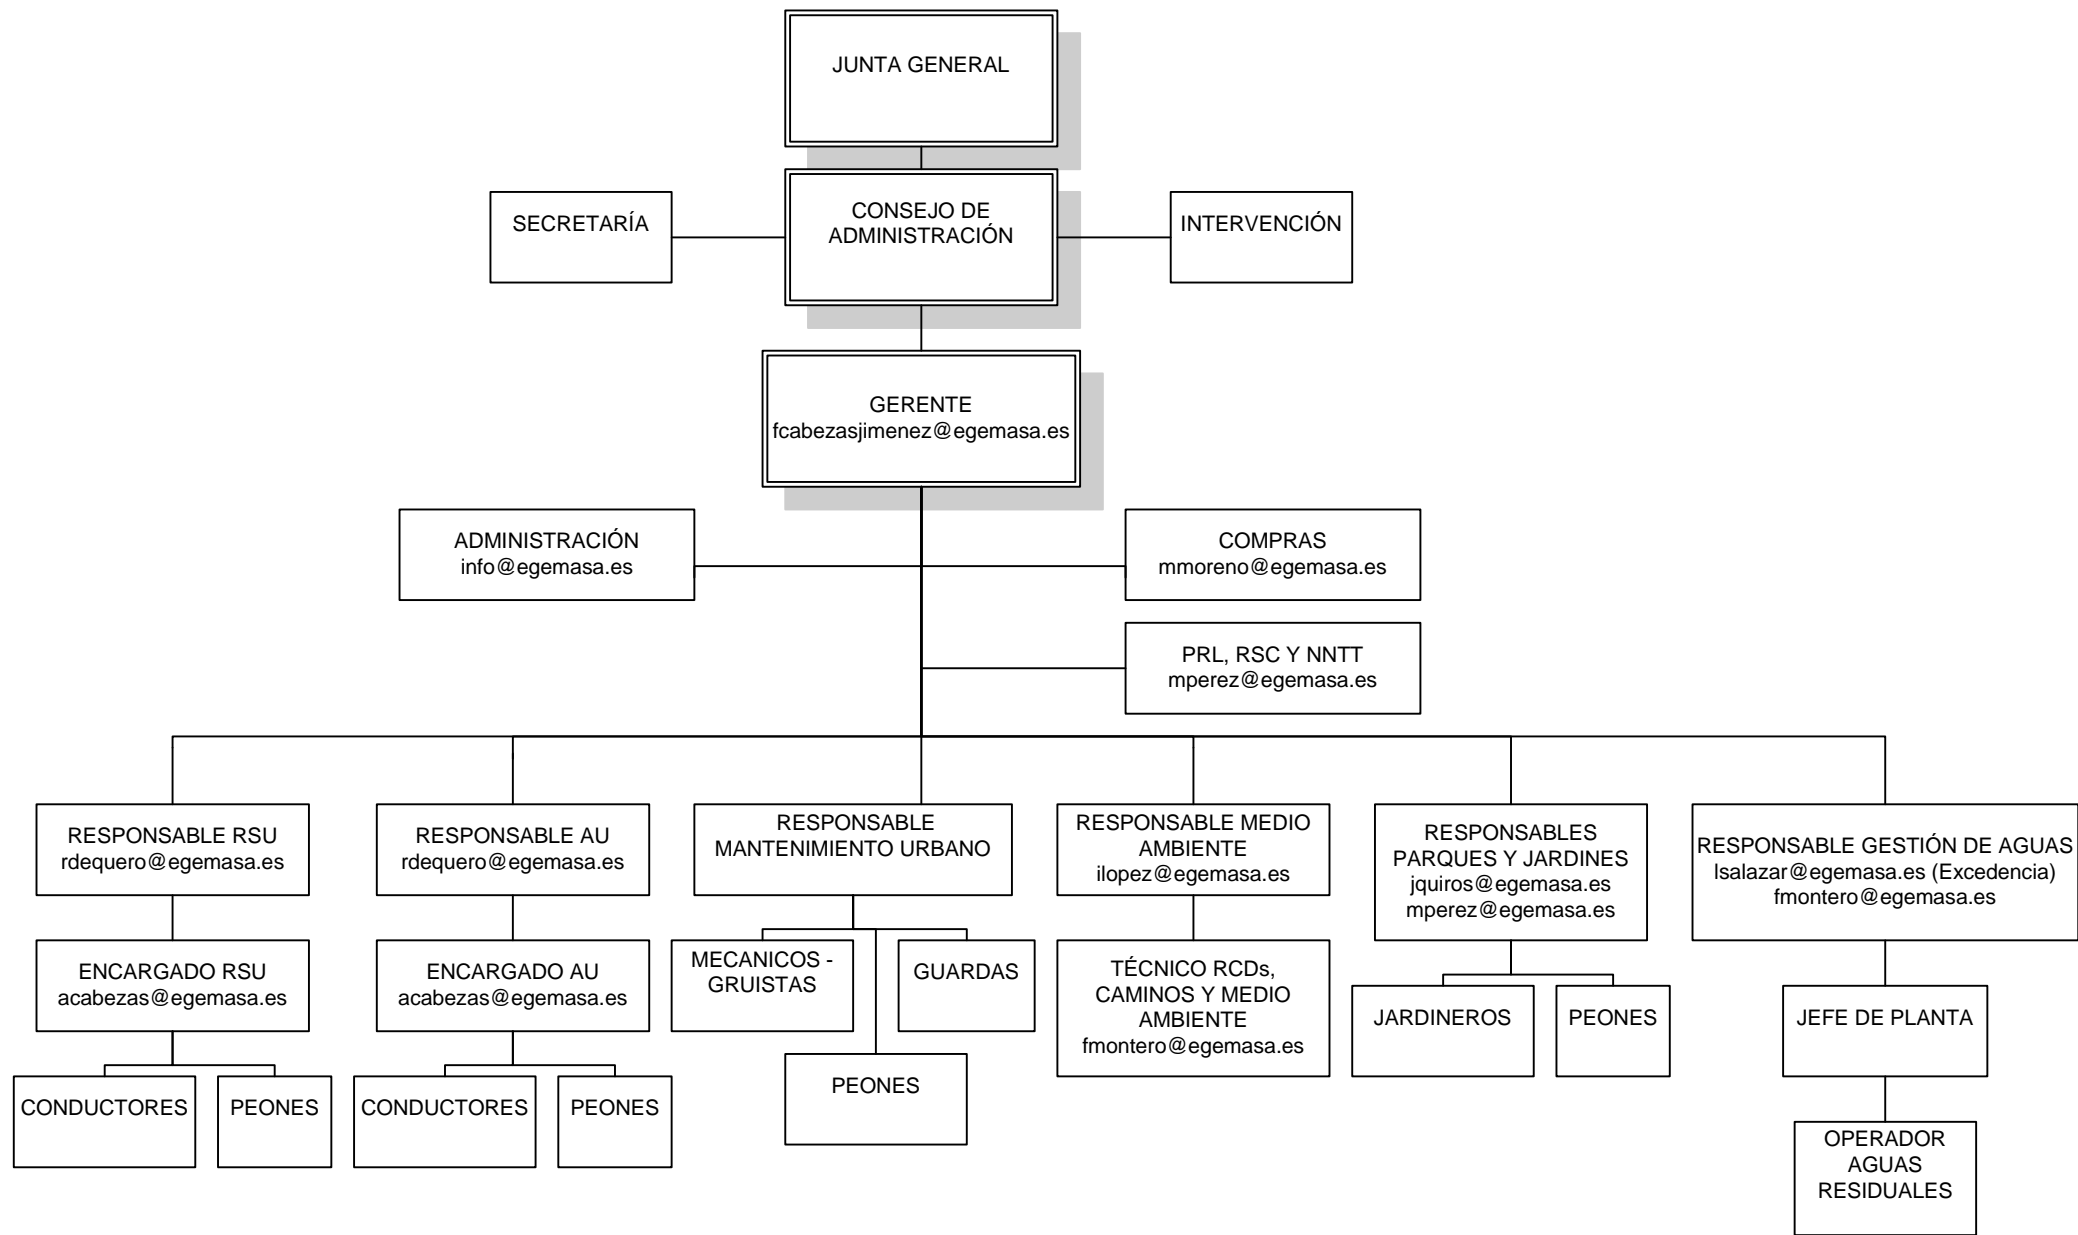 JUNTA GENERAL
SECRETARÍA
CONSEJO DE
ADMINISTRACIÓN
INTERVENCIÓN
GERENTE
fcabezasjimenez@egemasa.es
ADMINISTRACIÓN
info@egemasa.es
COMPRAS
mmoreno@egemasa.es
PRL, RSC Y NNTT
mperez@egemasa.es
RESPONSABLE RSU
rdequero@egemasa.es
RESPONSABLE AU
rdequero@egemasa.es
RESPONSABLE
MANTENIMIENTO URBANO
RESPONSABLE MEDIO
AMBIENTE
ilopez@egemasa.es
RESPONSABLES
PARQUES Y JARDINES
jquiros@egemasa.es
mperez@egemasa.es
RESPONSABLE GESTIÓN DE AGUAS
lsalazar@egemasa.es (Excedencia)
fmontero@egemasa.es
ENCARGADO RSU
acabezas@egemasa.es
ENCARGADO AU
acabezas@egemasa.es
MECANICOS -
GRUISTAS
GUARDAS
TÉCNICO RCDs,
CAMINOS Y MEDIO
AMBIENTE
fmontero@egemasa.es
JARDINEROS
PEONES
JEFE DE PLANTA
CONDUCTORES
PEONES
CONDUCTORES
PEONES
PEONES
OPERADOR
AGUAS
RESIDUALES